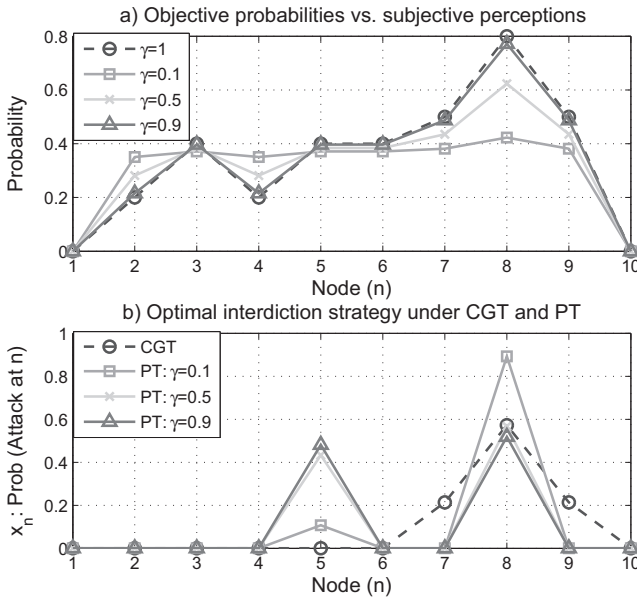 a) Objective probabilities vs. subjective perceptions
0.8
0.6
0.4
0.2
0
Probability
γ=1
γ=0.1
γ=0.5
γ=0.9
1 2 3 4 5 6 7 8 9 10
Node (n)
b) Optimal interdiction strategy under CGT and PT
1
0.8
0.6
0.4
0.2
0
xn: Prob (Attack at n)
CGT
PT: γ=0.1
PT: γ=0.5
PT: γ=0.9
1 2 3 4 5 6 7 8 9 10
Node (n)